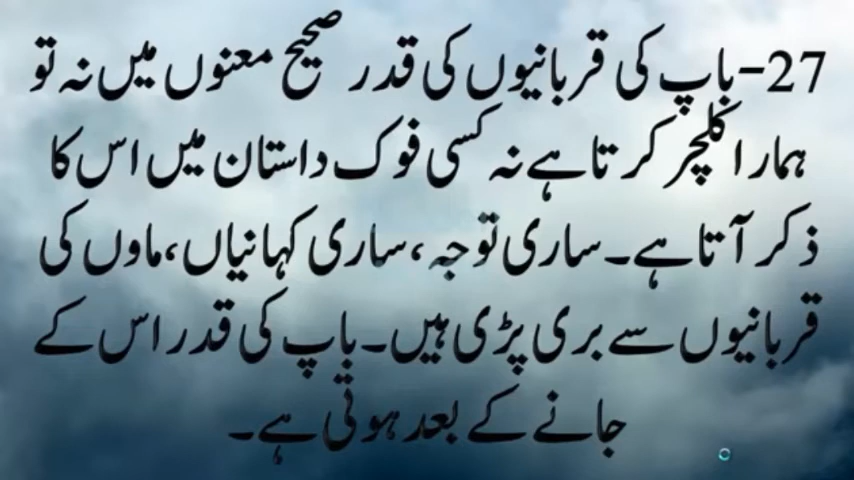 27-باپ کی قربانیوں کی قدر صحیح معنوں میں نہ تو
ہمارا کلچر کرتا ہے نہ کسی فوک داستان میں اس کا
ذکر آتا ہے۔ ساری توجہ، ساری کہانیاں، ماوں کی
قربانیوں سے بری پڑی ہیں۔ باپ کی قدر اس کے
جانے کے بعد ہوتی ہے۔